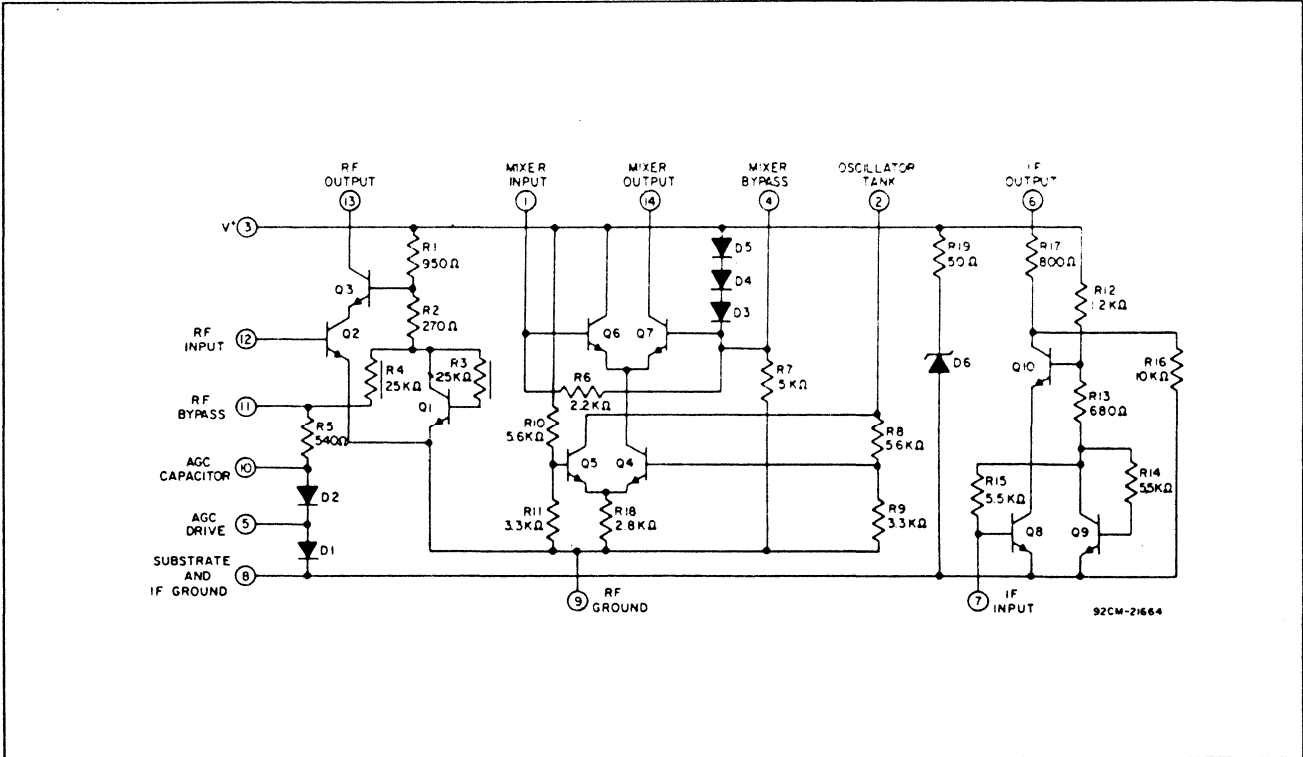 RF
OUTPUT
13
MIXER
INPUT
1
MIXER
OUTPUT
14
MIXER
BYPASS
4
OSCILLATOR
TANK
2
I.F
OUTPUT
6
V+ 3
R1
950Ω
Q3
R2
270Ω
Q2
RF
INPUT
12
R4
25KΩ
R3
25KΩ
Q1
RF
BYPASS
11
R5
540Ω
AGC
CAPACITOR
10
D2
AGC
DRIVE
5
D1
SUBSTRATE
AND
IF GROUND
8
D5
D4
D3
Q6
Q7
R6
2.2KΩ
R7
5KΩ
R10
5.6KΩ
Q5
Q4
R8
5.6KΩ
R11
3.3KΩ
R18
2.8KΩ
R9
3.3KΩ
9
RF
GROUND
R19
50Ω
D6
R17
800Ω
R12
1.2KΩ
Q10
R16
10KΩ
R13
680Ω
R15
5.5KΩ
R14
Q8
Q9
7
IF
INPUT
92CM-21664